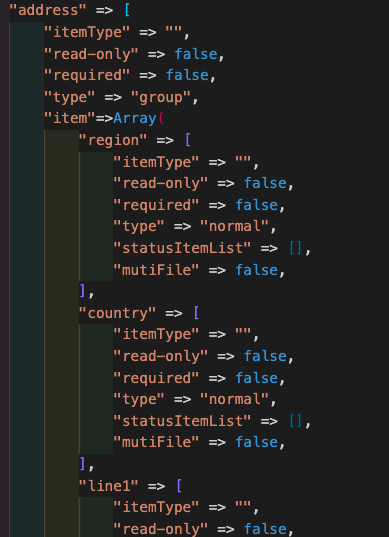 "address" => [
"itemType" => "",
"read-only" => false,
"required" => false,
"type" => "group",
"item"=>Array(
"region" => [
"itemType" => "",
"read-only" => false,
"required" => false,
"type" => "normal",
"statusItemList" => [],
"mutiFile" => false,
],
"country" => [
"itemType" => "",
"read-only" => false,
"required" => false,
"type" => "normal",
"statusItemList" => [],
"mutiFile" => false,
],
"line1" => [
"itemType" => "",
"read-only" => false,